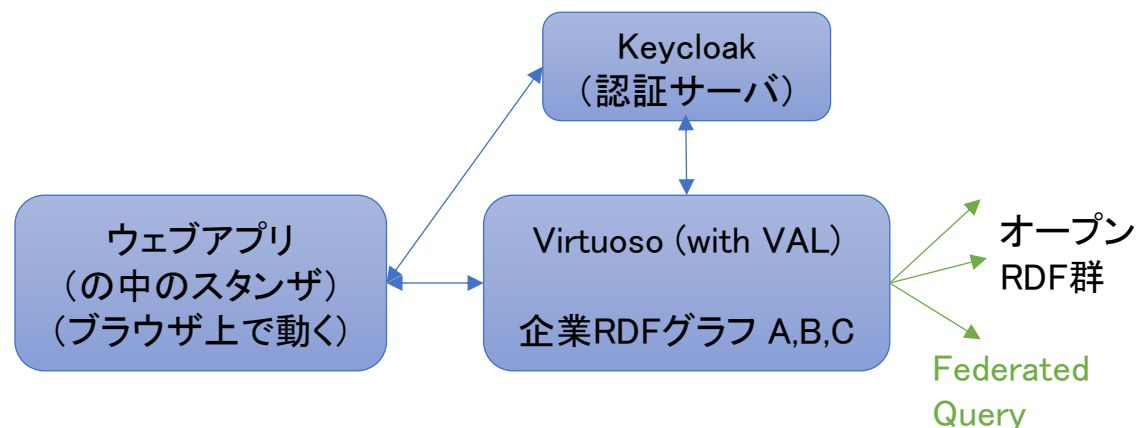 Keycloak
(認証サーバ)
ウェブアプリ
(の中のスタンザ)
(ブラウザ上で動く)
Virtuoso (with VAL)
企業RDFグラフ A,B,C
オープン
RDF群
Federated
Query